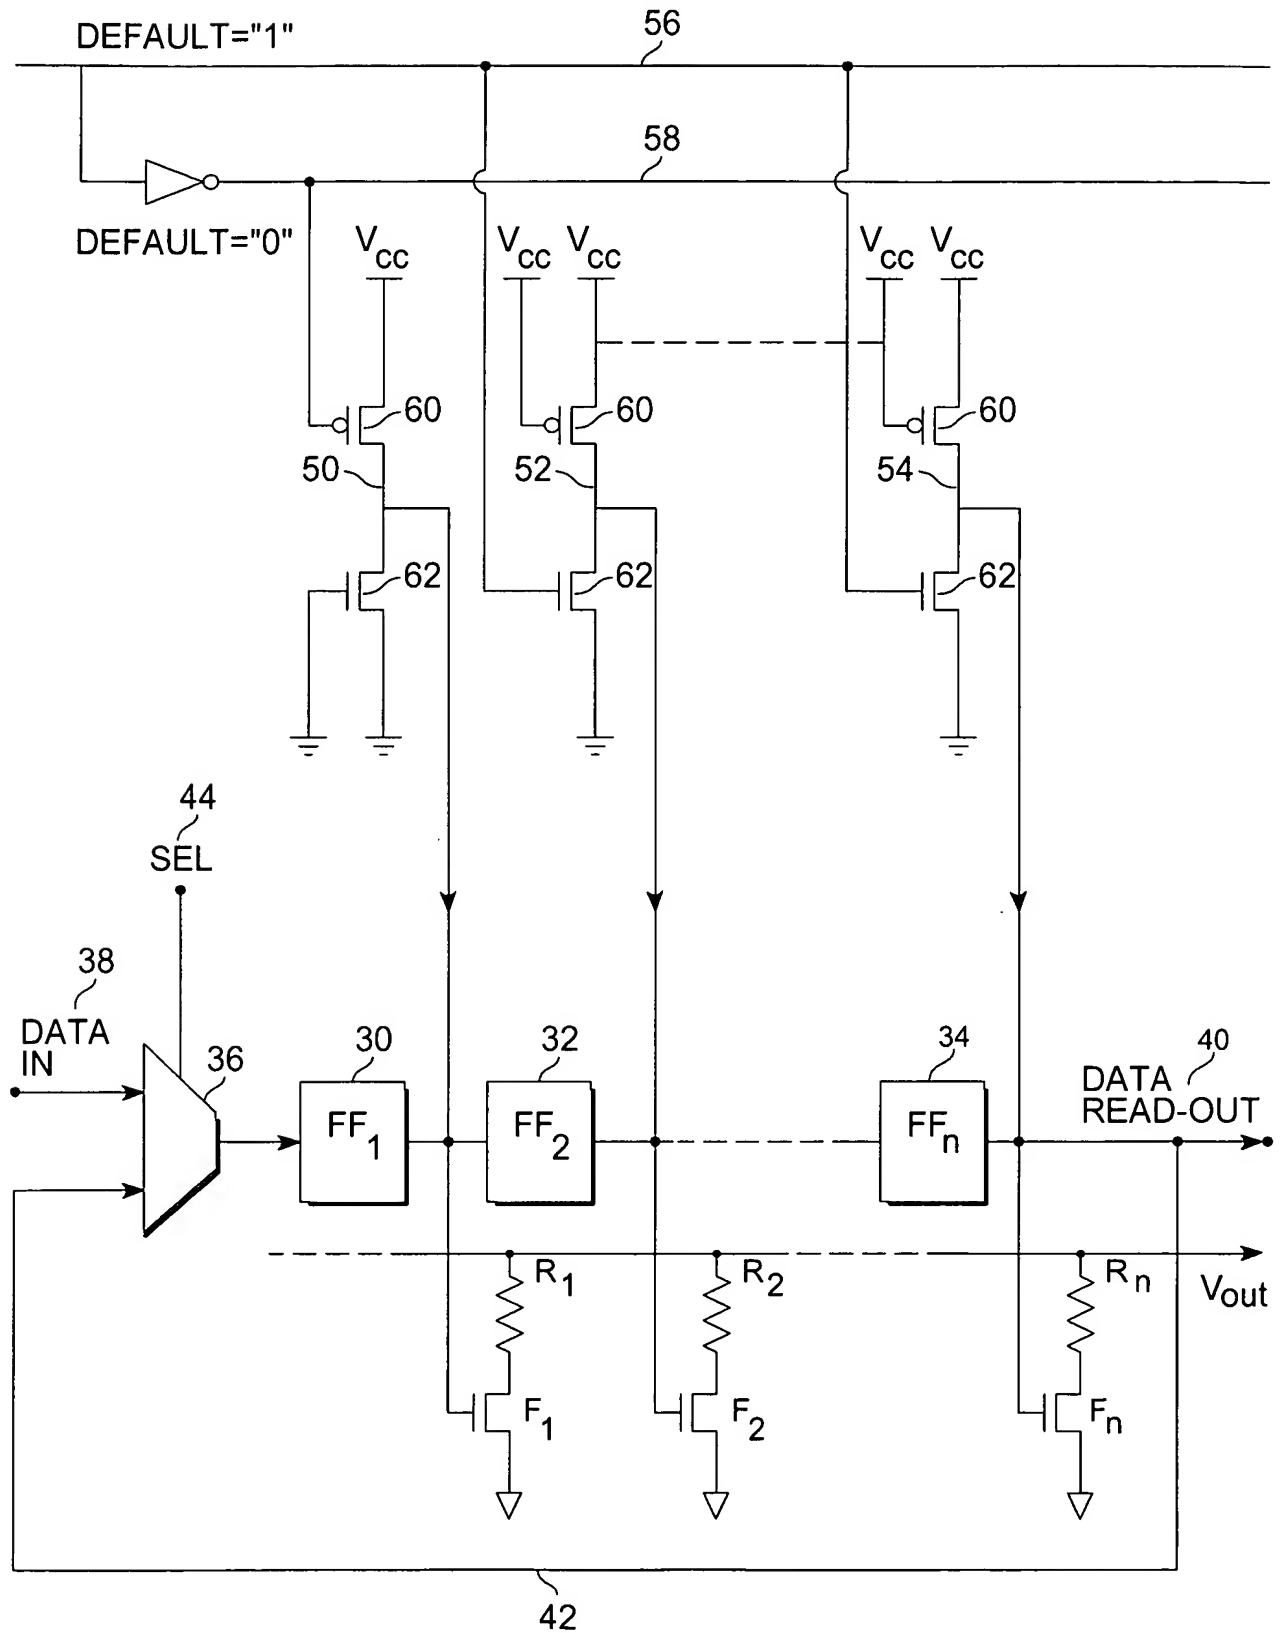 DEFAULT="1"
56
58
DEFAULT="0"
Vcc
Vcc
Vcc
Vcc
Vcc
60
60
60
50
52
54
62
62
62
44
SEL
38
DATA
IN
36
30
32
34
40
DATA
READ-OUT
FF1
FF2
FFn
R1
R2
Rn
Vout
F1
F2
Fn
42